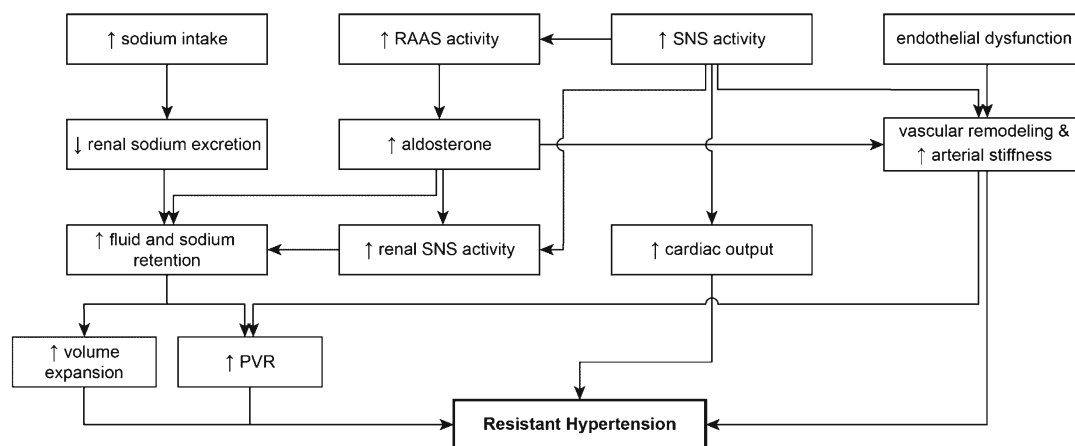 ↑ sodium intake
↑ RAAS activity
↑ SNS activity
endothelial dysfunction
↓ renal sodium excretion
↑ aldosterone
vascular remodeling &
↑ arterial stiffness
↑ fluid and sodium
retention
↑ renal SNS activity
↑ cardiac output
↑ volume
expansion
↑ PVR
Resistant Hypertension